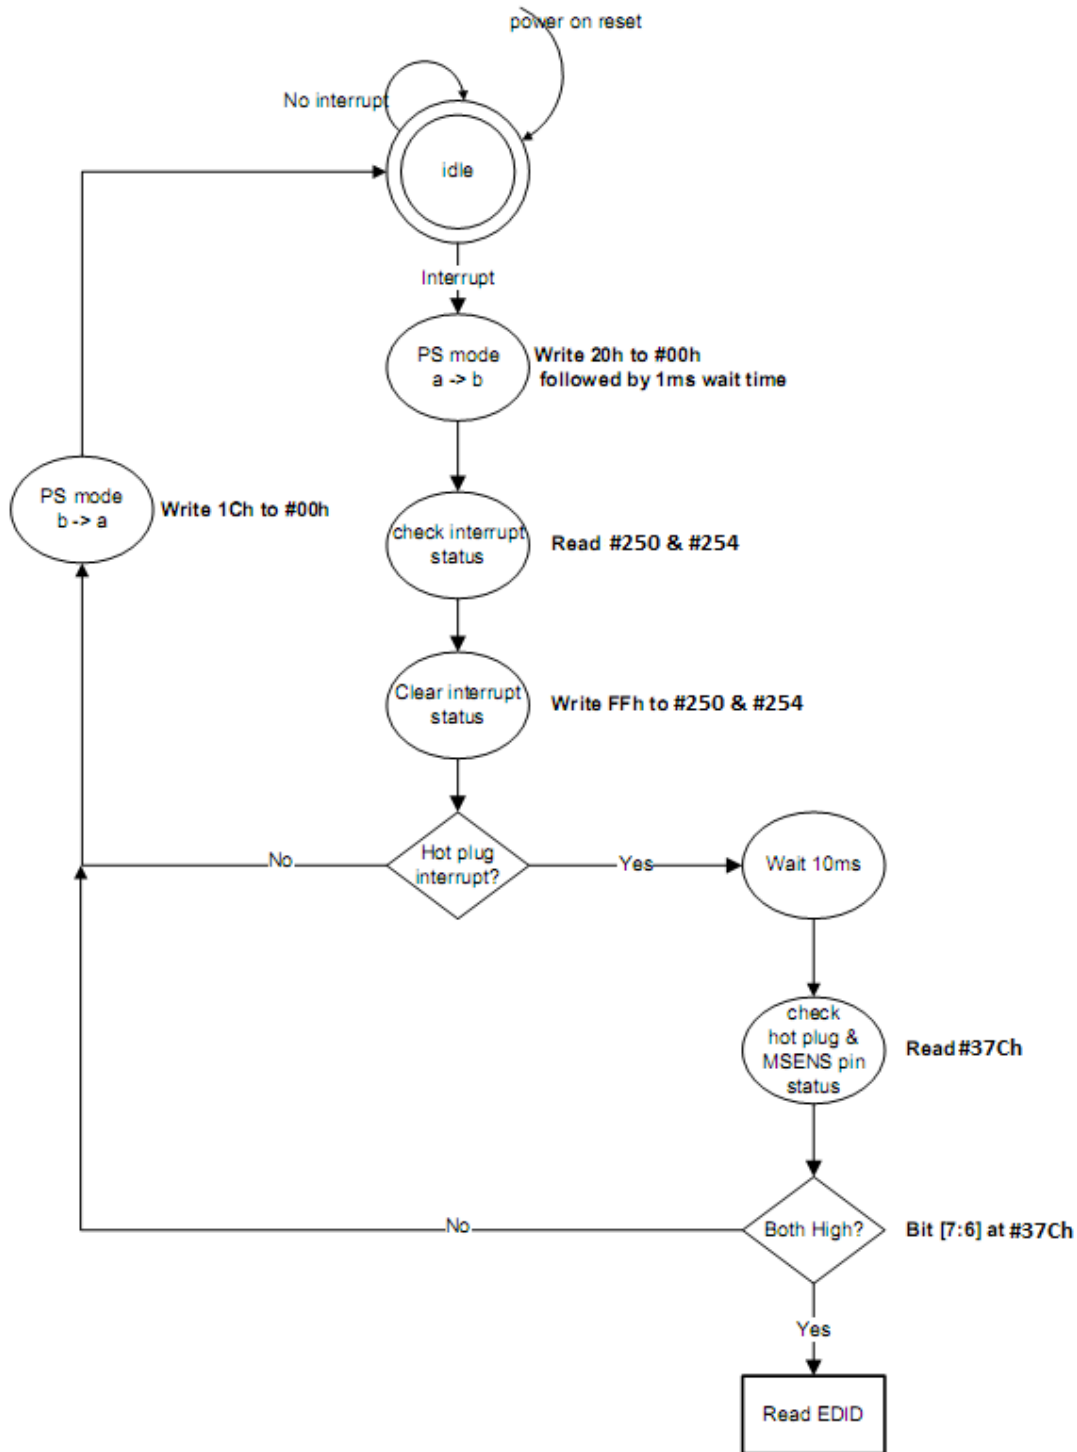 power on reset
No interrupt
idle
Interrupt
PS mode
a -> b
Write 20h to #00h
followed by 1ms wait time
PS mode
b -> a
Write 1Ch to #00h
check interrupt
status
Read #250 & #254
Clear interrupt
status
Write FFh to #250 & #254
Hot plug
interrupt?
No
Yes
Wait 10ms
check
hot plug &
MSENS pin
status
Read #37Ch
Both High?
No
Bit [7:6] at #37Ch
Yes
Read EDID